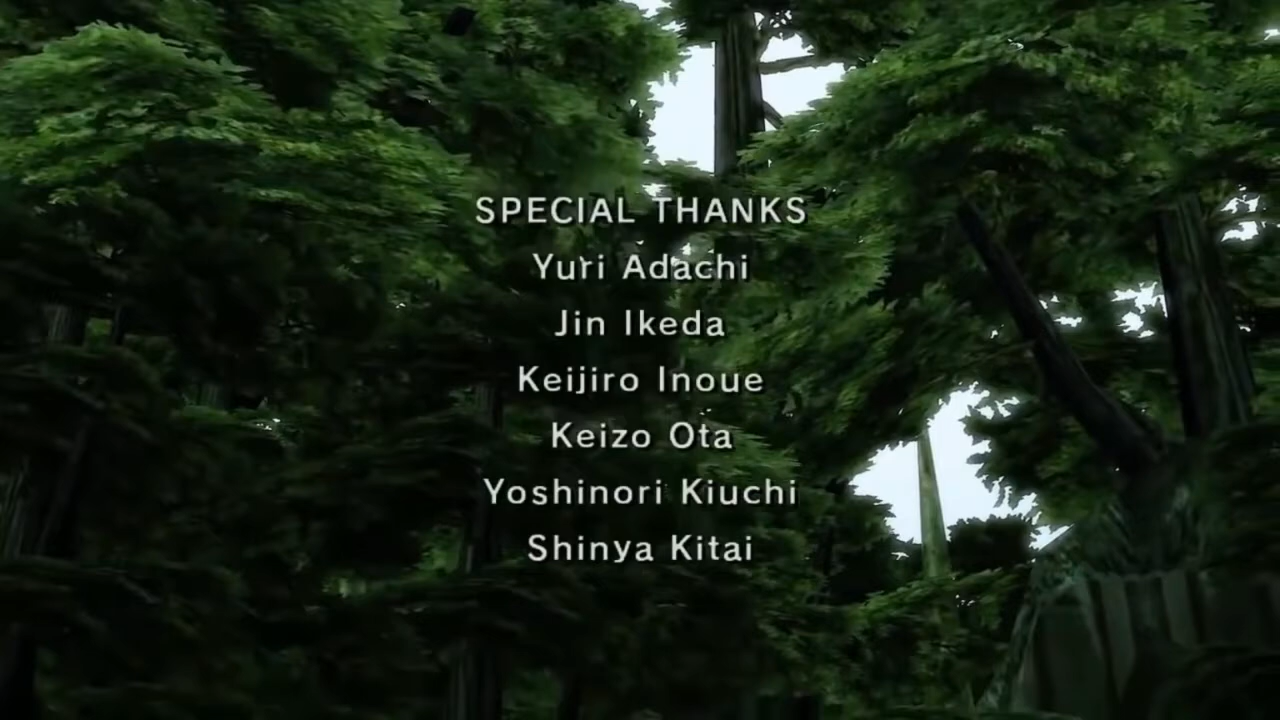 SPECIAL THANKS
Yuri Adachi
Jin Ikeda
Keijiro Inoue
Keizo Ota
Yoshinori Kiuchi
Shinya Kitai